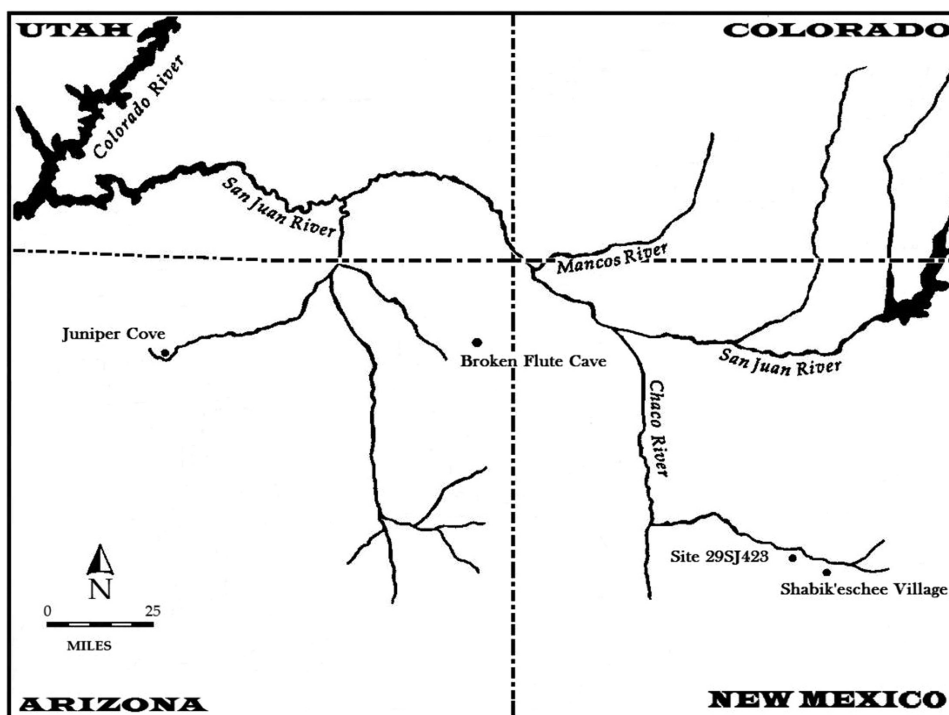 UTAH
COLORADO
Colorado River
San Juan River
Mancos River
Juniper Cove
Broken Flute Cave
San Juan River
Chaco River
Site 29SJ423
Shabik'eschee Village
N
0 25
MILES
ARIZONA
NEW MEXICO